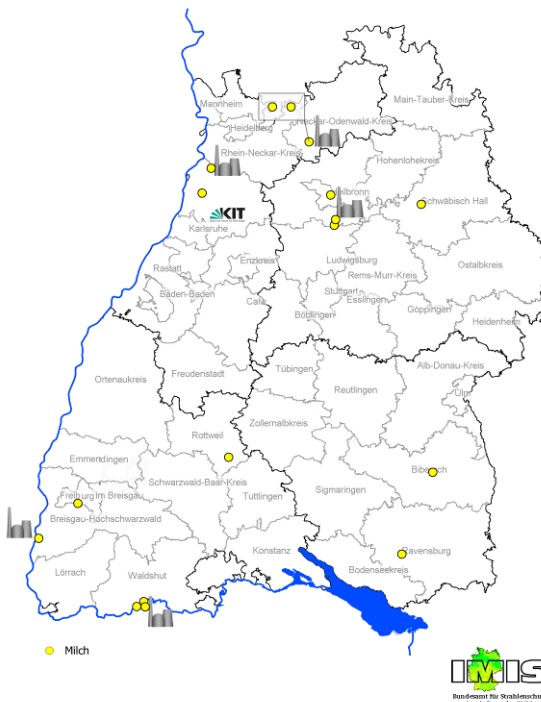 Main-Tauber-Kreis
Mannheim
Neckar-Odenwald-Kreis
Heidelberg
Rhein-Neckar-Kreis
Hohenlohekreis
Heilbronn
Schwäbisch Hall
KIT
Karlsruhe
Ludwigsburg
Enzkreis
Rems-Murr-Kreis
Ostalbkreis
Rastatt
Baden-Baden
Stuttgart
Calw
Esslingen
Göppingen
Böblingen
Heidenheim
Alb-Donau-Kreis
Tübingen
Freudenstadt
Ortenaukreis
Reutlingen
Ulm
Zollernalbkreis
Rottweil
Emmendingen
Biberach
Schwarzwald-Baar-Kreis
Sigmaringen
Freiburg im Breisgau
Tuttlingen
Breisgau-Hochschwarzwald
Konstanz
Ravensburg
Bodenseekreis
Waldshut
Lörrach
Milch
IMIS
Bundesamt für Strahlenschu